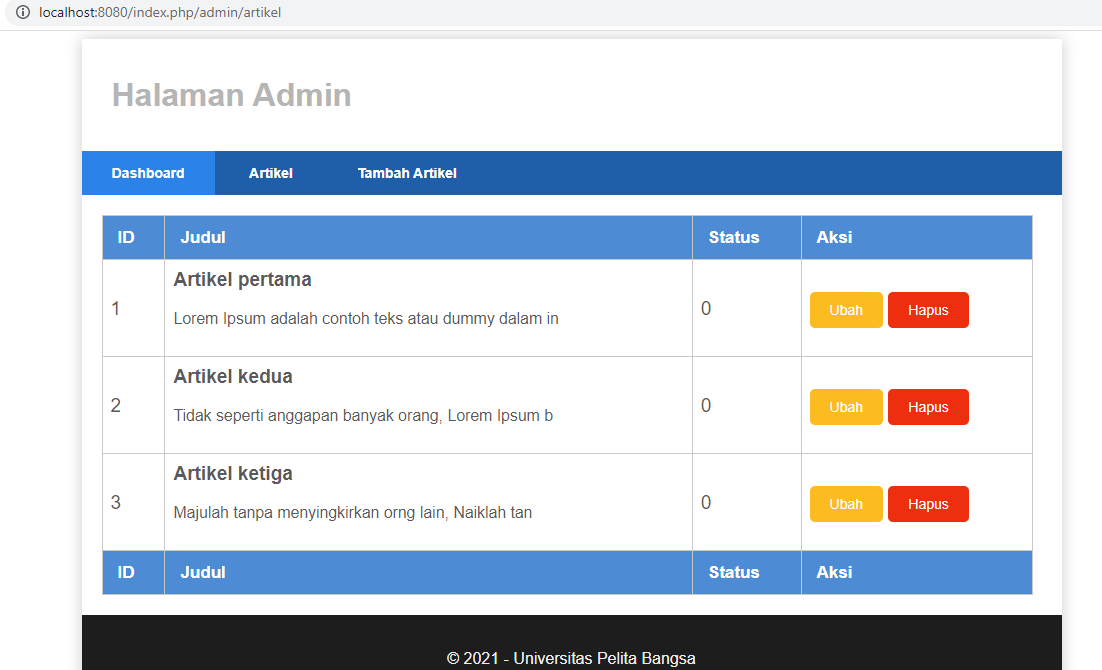 localhost:8080/index.php/admin/artikel
Halaman Admin
Dashboard Artikel Tambah Artikel
ID Judul Status Aksi
Artikel pertama
1 Lorem Ipsum adalah contoh teks atau dummy dalam in 0 Ubah Hapus
Artikel kedua
2 Tidak seperti anggapan banyak orang, Lorem Ipsum b 0 Ubah Hapus
Artikel ketiga
3 Majulah tanpa menyingkirkan orng lain, Naiklah tan 0 Ubah Hapus
ID Judul Status Aksi
© 2021 - Universitas Pelita Bangsa